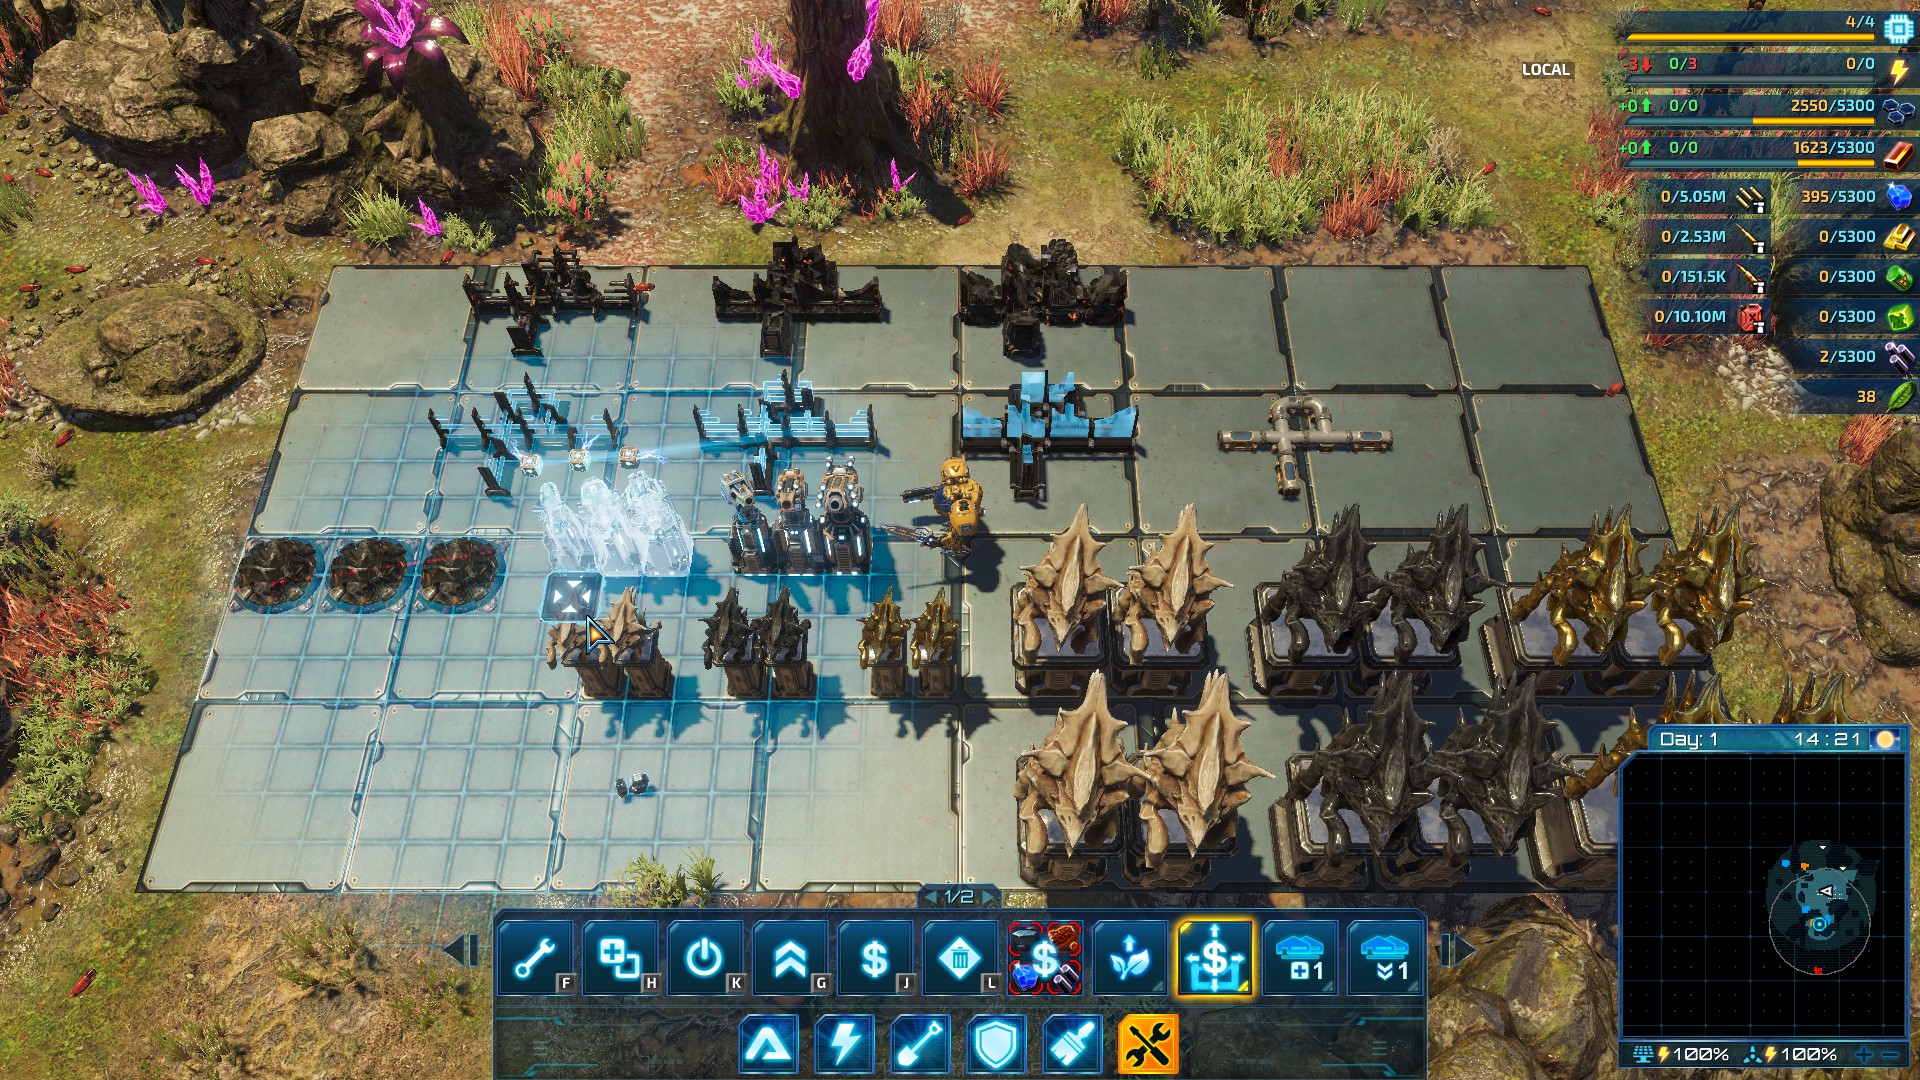 4/4
LOCAL
-3 0/3 0/0
+0 0/0 2550/5300
+0 0/0 1623/5300
0/5.05M 395/5300
0/2.53M 0/5300
0/151.5K 0/5300
0/10.10M 0/5300
2/5300
38
Day: 1 14:21
1/2
F H K G J L 1 1
100% 100%